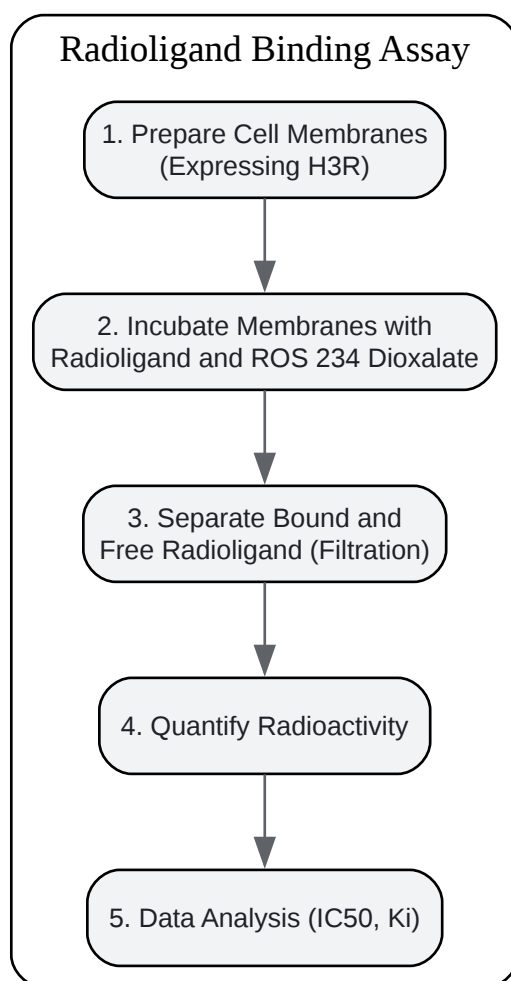 Radioligand Binding Assay
1. Prepare Cell Membranes
(Expressing H3R)
2. Incubate Membranes with
Radioligand and ROS 234 Dioxalate
3. Separate Bound and
Free Radioligand (Filtration)
4. Quantify Radioactivity
5. Data Analysis (IC50, Ki)